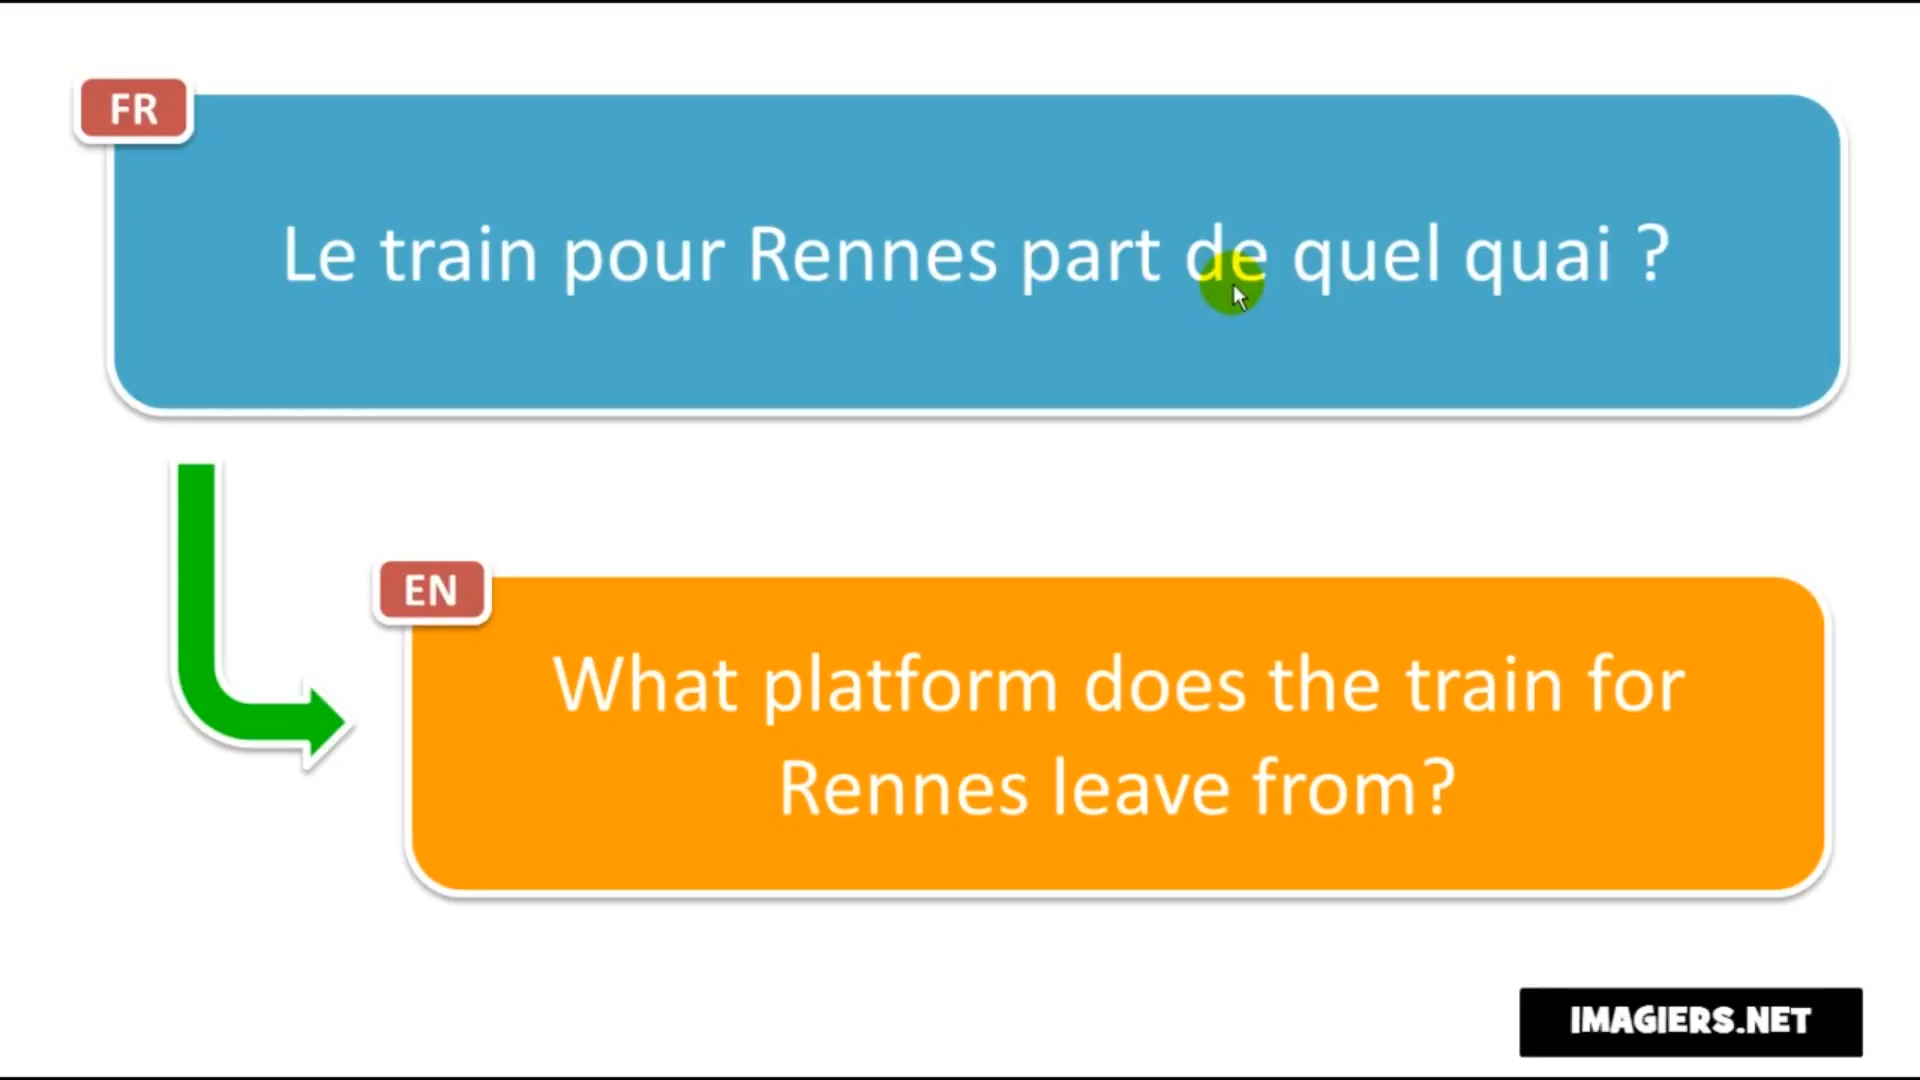 FR
Le train pour Rennes part de quel quai ?
EN
What platform does the train for
Rennes leave from?
IMAGIERS.NET